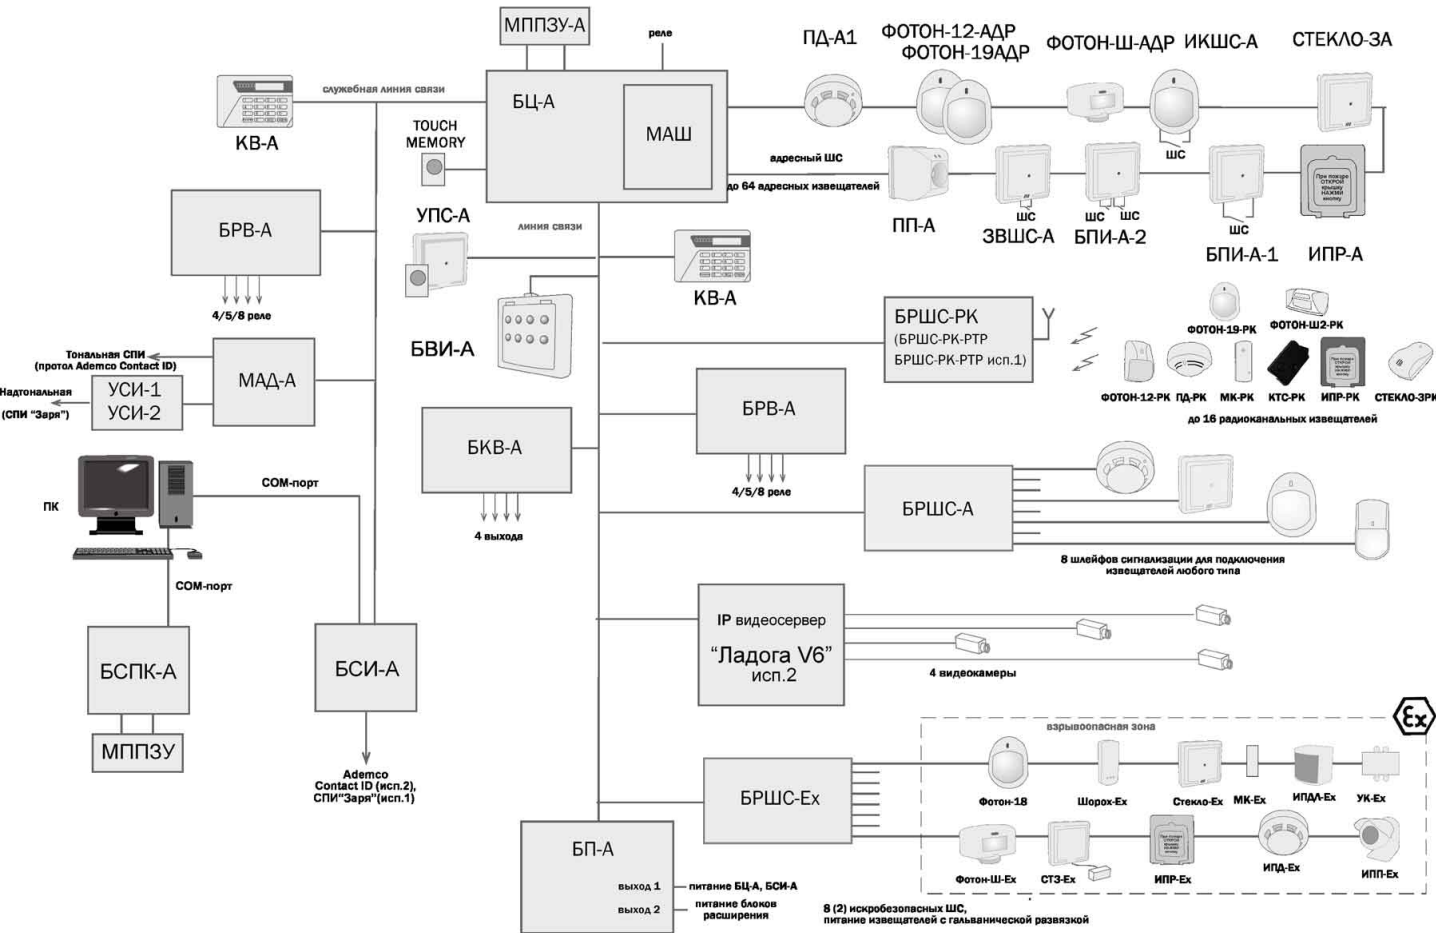 МППЗУ-А
реле
ПД-А1
ФОТОН-12-АДР
ФОТОН-19АДР
ФОТОН-Ш-АДР
ИКШС-А
СТЕКЛО-3А
служебная линия связи
БЦ-А
МАШ
КВ-А
TOUCH
MEMORY
адресный ШС
до 64 адресных извещателей
ШС
При пожаре
ОТКРОЙ
крышку
НАЖМИ
кнопку
УПС-А
линия связи
ПП-А
ШС
ЗВШС-А
ШС
ШС
БПИ-А-2
ШС
БПИ-А-1
ИПР-А
БРВ-А
4/5/8 реле
КВ-А
БВИ-А
БРШС-РК
(БРШС-РК-РТР
БРШС-РК-РТР исп.1)
ФОТОН-19-РК
ФОТОН-Ш2-РК
ФОТОН-12-РК
ПД-РК
МК-РК
КТС-РК
ИПР-РК
СТЕКЛО-3РК
до 16 радиоканальных извещателей
Тональная СПИ
(протол Ademco Contact ID)
МАД-А
Надтональная
(СПИ "Заря")
УСИ-1
УСИ-2
БРВ-А
4/5/8 реле
БКВ-А
4 выхода
ПК
СОМ-порт
СОМ-порт
БРШС-А
8 шлейфов сигнализации для подключения
извещателей любого типа
IP видеосервер
"Ладога V6"
исп.2
4 видеокамеры
БСПК-А
МППЗУ
БСИ-А
Ademco
Contact ID (исп.2),
СПИ"Заря"(исп.1)
Ex
взрывоопасная зона
БРШС-Ex
Фотон-18
Шорох-Ex
Стекло-Ex
МК-Ex
ИПДЛ-Ex
УК-Ex
Фотон-Ш-Ex
СТЗ-Ex
ИПР-Ex
ИПД-Ex
ИПП-Ex
БП-А
выход 1
питание БЦ-А, БСИ-А
выход 2
питание блоков
расширения
8 (2) искробезопасных ШС,
питание извещателей с гальванической развязкой